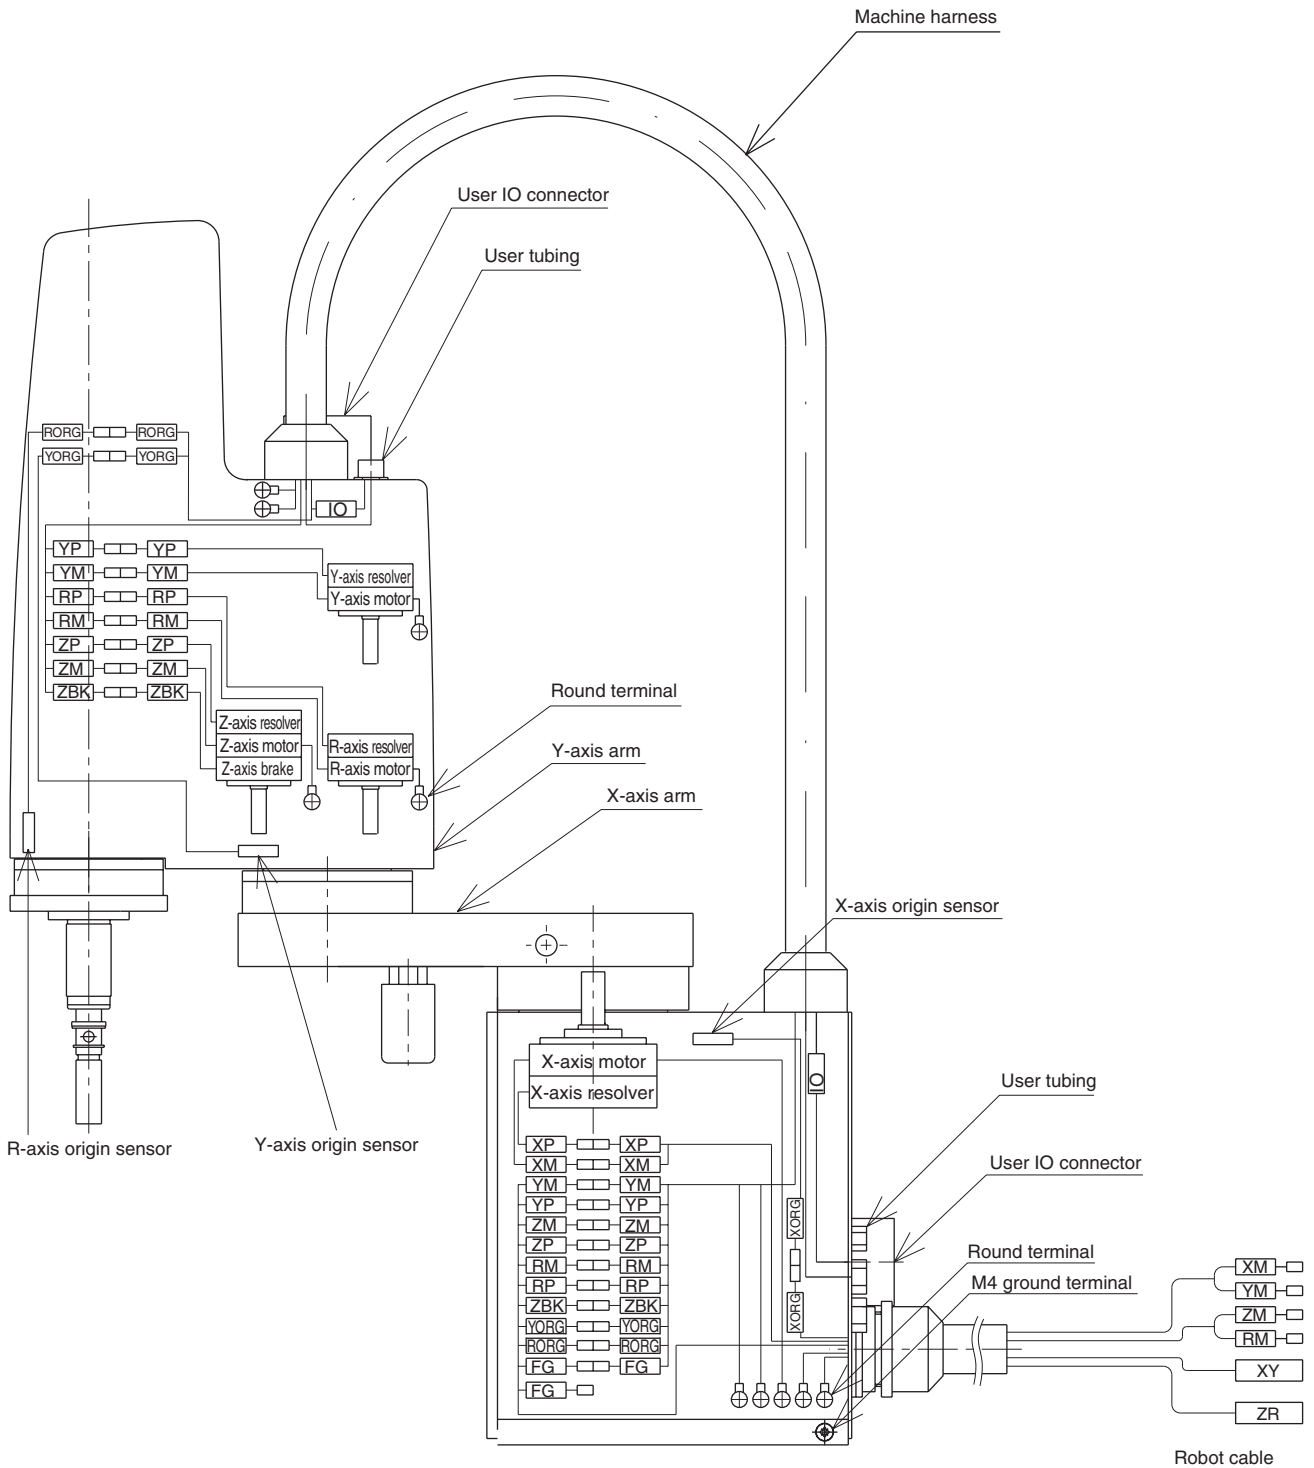 Machine harness
User IO connector
User tubing
RORG RORG
YORG YORG
IO
YP YP
YM YM
RP RP
RM RM
ZP ZP
ZM ZM
ZBK ZBK
Y-axis resolver
Y-axis motor
Round terminal
Z-axis resolver
Z-axis motor
Z-axis brake
R-axis resolver
R-axis motor
Y-axis arm
X-axis arm
X-axis origin sensor
R-axis origin sensor
Y-axis origin sensor
X-axis motor
X-axis resolver
IO
XP XP
XM XM
YM YM
YP YP
ZM ZM
ZP ZP
RM RM
RP RP
ZBK ZBK
YORG YORG
RORG RORG
FG FG
FG
XORG
XORG
User tubing
User IO connector
Round terminal
M4 ground terminal
XM
YM
ZM
RM
XY
ZR
Robot cable